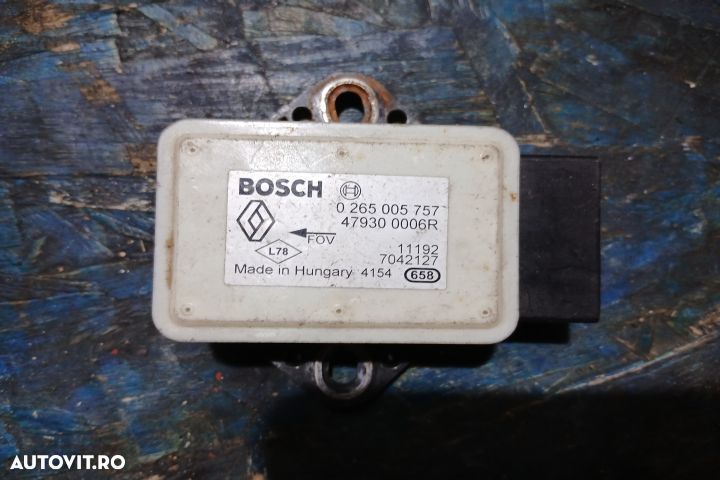 BOSCH
0 265 005 757
47930 0006R
FOV
L78
11192
7042127
Made in Hungary 4154 658
AUTOVIT.RO